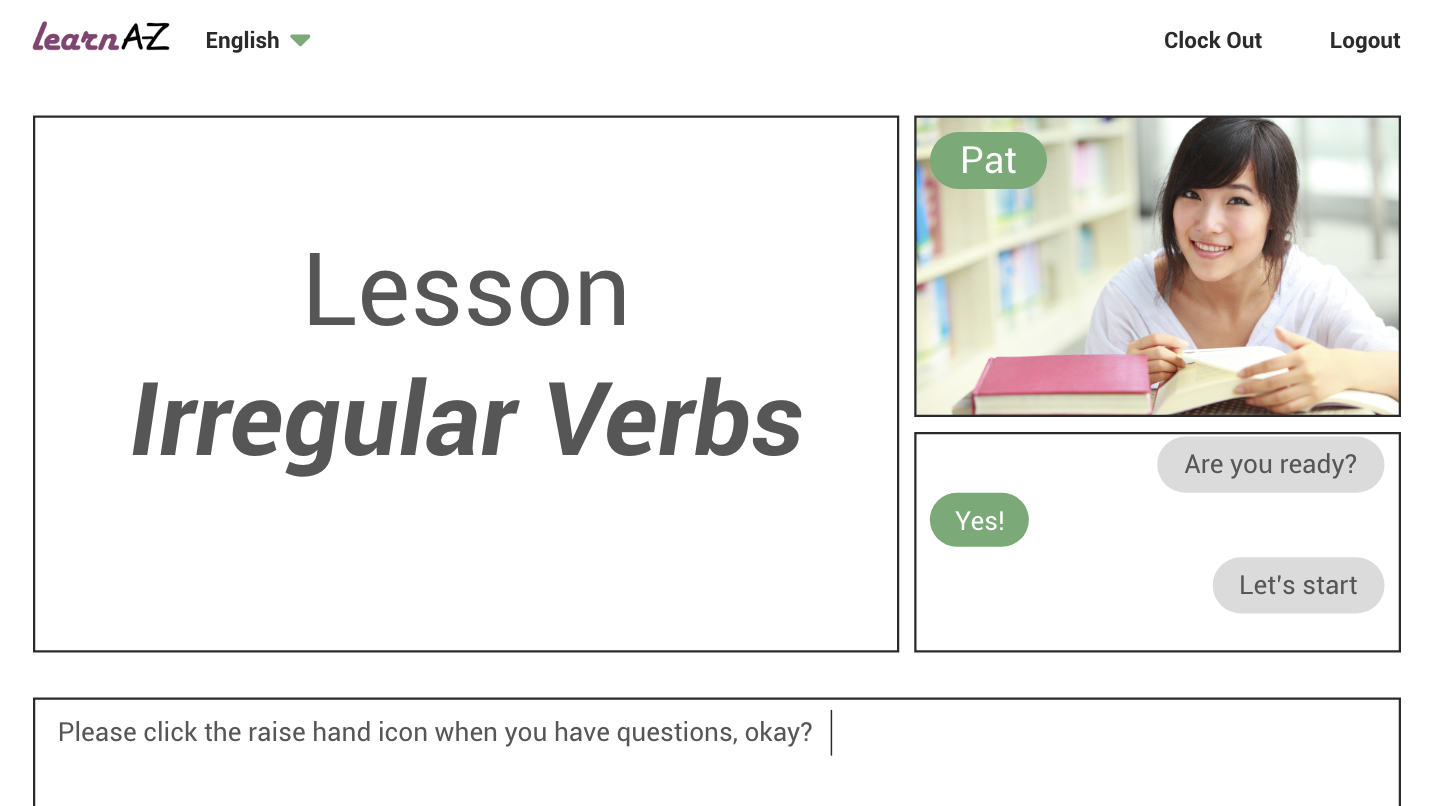 learn A-Z
English
Clock Out
Logout
Lesson
Irregular Verbs
Pat
Are you ready?
Yes!
Let's start
Please click the raise hand icon when you have questions, okay?